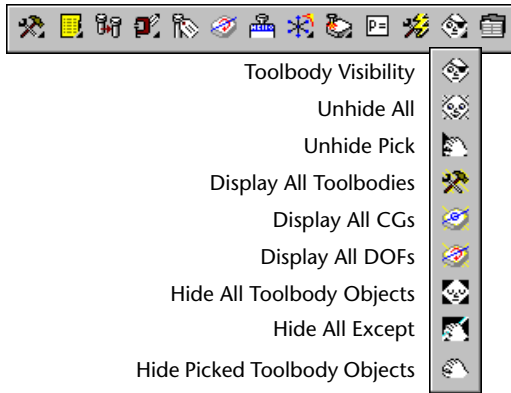 P=
Toolbody Visibility
Unhide All
Unhide Pick
Display All Toolbodies
Display All CGs
Display All DOFs
Hide All Toolbody Objects
Hide All Except
Hide Picked Toolbody Objects